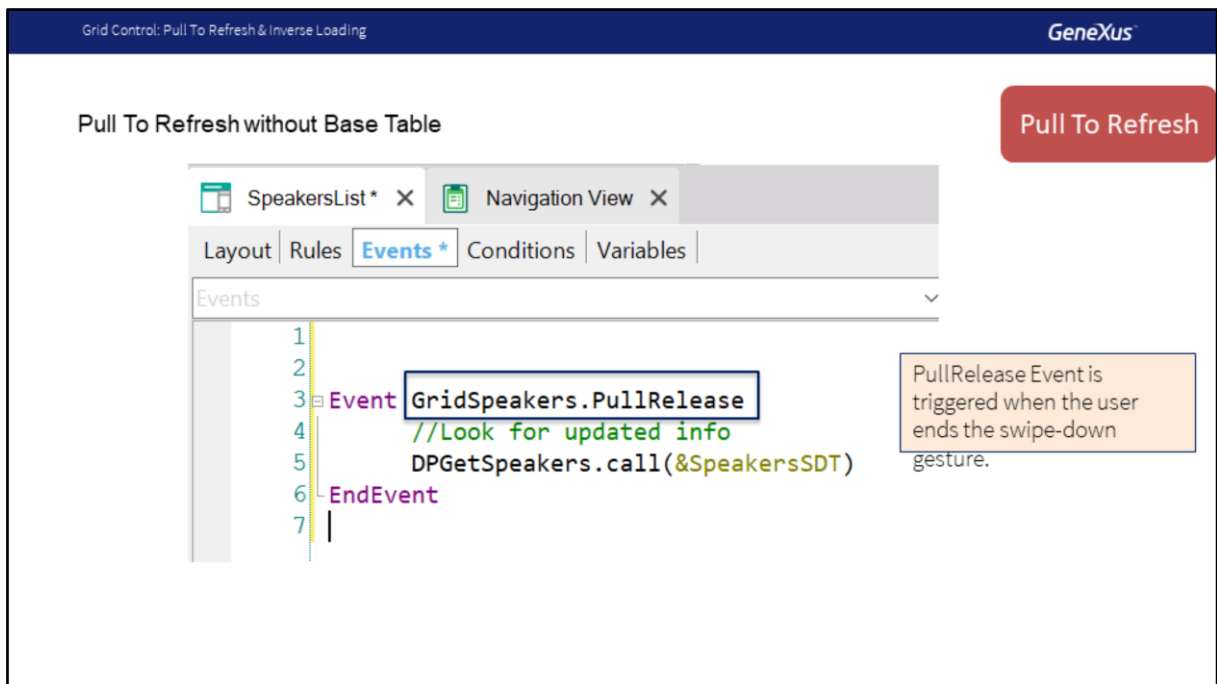 Grid Control: Pull To Refresh & Inverse Loading
GeneXus™
Pull To Refresh without Base Table
Pull To Refresh
SpeakersList * X Navigation View X
Layout Rules Events * Conditions Variables
Events
1
2
3 Event GridSpeakers.PullRelease
4 //Look for updated info
5 DPGetSpeakers.call(&SpeakersSDT)
6 EndEvent
7
PullRelease Event is
triggered when the user
ends the swipe-down
gesture.